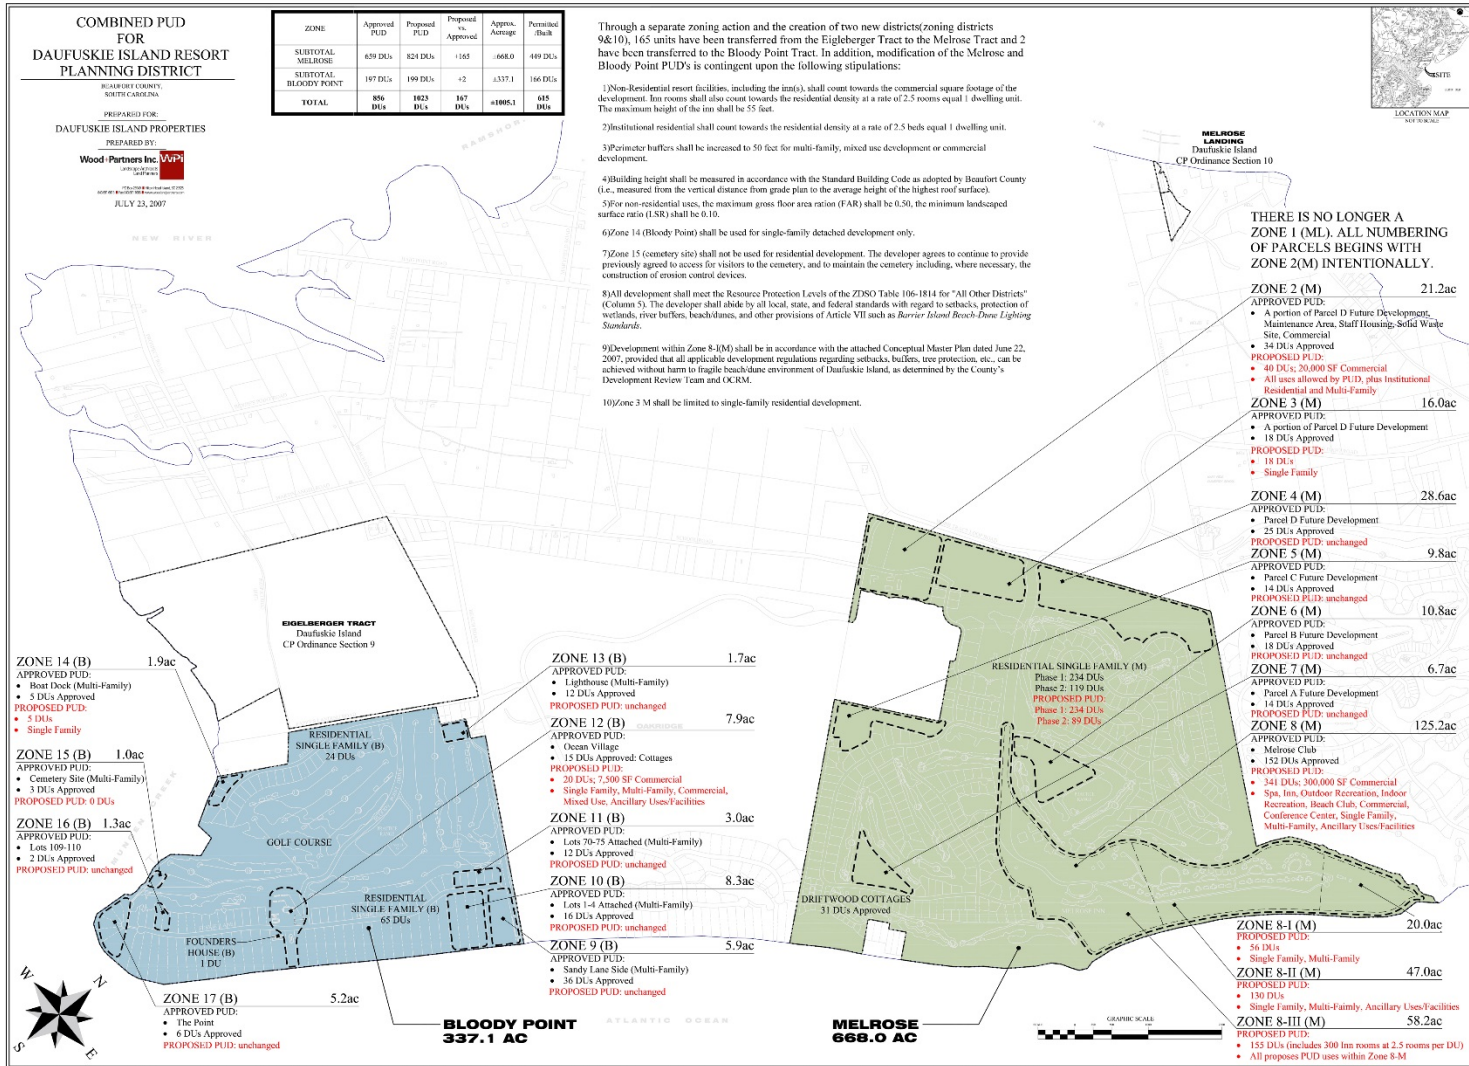 COMBINED PUD
FOR
DAUFUSKIE ISLAND RESORT
PLANNING DISTRICT
BEAUFORT COUNTY,
SOUTH CAROLINA
PREPARED FOR:
DAUFUSKIE ISLAND PROPERTIES
PREPARED BY:
Wood+Partners Inc. WPi
Landscape Architects
Land Planners
JULY 23, 2007
ZONE Approved PUD Proposed PUD Proposed vs. Approved Approx. Acreage Permitted /Built
SUBTOTAL MELROSE 659 DUs 824 DUs +165 ±668.0 449 DUs
SUBTOTAL BLOODY POINT 197 DUs 199 DUs +2 ±337.1 166 DUs
TOTAL 856 DUs 1023 DUs 167 DUs ±1005.1 615 DUs
Through a separate zoning action and the creation of two new districts(zoning districts
9&10), 165 units have been transferred from the Eigleberger Tract to the Melrose Tract and 2
have been transferred to the Bloody Point Tract. In addition, modification of the Melrose and
Bloody Point PUD's is contingent upon the following stipulations:
1)Non-Residential resort facilities, including the inn(s), shall count towards the commercial square footage of the
development. Inn rooms shall also count towards the residential density at a rate of 2.5 rooms equal 1 dwelling unit.
The maximum height of the inn shall be 55 feet.
2)Institutional residential shall count towards the residential density at a rate of 2.5 beds equal 1 dwelling unit.
3)Perimeter buffers shall be increased to 50 feet for multi-family, mixed use development or commercial
development.
4)Building height shall be measured in accordance with the Standard Building Code as adopted by Beaufort County
(i.e., measured from the vertical distance from grade plan to the average height of the highest roof surface).
5)For non-residential uses, the maximum gross floor area ration (FAR) shall be 0.50, the minimum landscaped
surface ratio (LSR) shall be 0.10.
6)Zone 14 (Bloody Point) shall be used for single-family detached development only.
7)Zone 15 (cemetery site) shall not be used for residential development. The developer agrees to continue to provide
previously agreed to access for visitors to the cemetery, and to maintain the cemetery including, where necessary, the
construction of erosion control devices.
8)All development shall meet the Resource Protection Levels of the ZDSO Table 106-1814 for "All Other Districts"
(Column 5). The developer shall abide by all local, state, and federal standards with regard to setbacks, protection of
wetlands, river buffers, beach/dunes, and other provisions of Article VII such as Barrier Island Beach-Dune Lighting
Standards.
9)Development within Zone 8-I(M) shall be in accordance with the attached Conceptual Master Plan dated June 22,
2007, provided that all applicable development regulations regarding setbacks, buffers, tree protection, etc., can be
achieved without harm to fragile beach/dune environment of Daufuskie Island, as determined by the County's
Development Review Team and OCRM.
10)Zone 3 M shall be limited to single-family residential development.
SITE
LOCATION MAP
NOT TO SCALE
MELROSE
LANDING
Daufuskie Island
CP Ordinance Section 10
THERE IS NO LONGER A
ZONE 1 (ML). ALL NUMBERING
OF PARCELS BEGINS WITH
ZONE 2(M) INTENTIONALLY.
ZONE 2 (M) 21.2ac
APPROVED PUD:
• A portion of Parcel D Future Development,
Maintenance Area, Staff Housing, Solid Waste
Site, Commercial
• 34 DUs Approved
PROPOSED PUD:
• 40 DUs; 20,000 SF Commercial
• All uses allowed by PUD, plus Institutional
Residential and Multi-Family
ZONE 3 (M) 16.0ac
APPROVED PUD:
• A portion of Parcel D Future Development
• 18 DUs Approved
PROPOSED PUD:
• 18 DUs
• Single Family
ZONE 4 (M) 28.6ac
APPROVED PUD:
• Parcel D Future Development
• 25 DUs Approved
PROPOSED PUD: unchanged
ZONE 5 (M) 9.8ac
APPROVED PUD:
• Parcel C Future Development
• 14 DUs Approved
PROPOSED PUD: unchanged
ZONE 6 (M) 10.8ac
APPROVED PUD:
• Parcel B Future Development
• 18 DUs Approved
PROPOSED PUD: unchanged
ZONE 7 (M) 6.7ac
APPROVED PUD:
• Parcel A Future Development
• 14 DUs Approved
PROPOSED PUD: unchanged
ZONE 8 (M) 125.2ac
APPROVED PUD:
• Melrose Club
• 152 DUs Approved
PROPOSED PUD:
• 341 DUs; 300,000 SF Commercial
• Spa, Inn, Outdoor Recreation, Indoor
Recreation, Beach Club, Commercial,
Conference Center, Single Family,
Multi-Family, Ancillary Uses/Facilities
ZONE 8-I (M) 20.0ac
PROPOSED PUD:
• 56 DUs
• Single Family, Multi-Family
ZONE 8-II (M) 47.0ac
PROPOSED PUD:
• 130 DUs
• Single Family, Multi-Faimly, Ancillary Uses/Facilities
ZONE 8-III (M) 58.2ac
PROPOSED PUD:
• 155 DUs (includes 300 Inn rooms at 2.5 rooms per DU)
• All proposes PUD uses within Zone 8-M
NEW RIVER
EIGELBERGER TRACT
Daufuskie Island
CP Ordinance Section 9
ZONE 14 (B) 1.9ac
APPROVED PUD:
• Boat Dock (Multi-Family)
• 5 DUs Approved
PROPOSED PUD:
• 5 DUs
• Single Family
ZONE 15 (B) 1.0ac
APPROVED PUD:
• Cemetery Site (Multi-Family)
• 3 DUs Approved
PROPOSED PUD: 0 DUs
ZONE 16 (B) 1.3ac
APPROVED PUD:
• Lots 109-110
• 2 DUs Approved
PROPOSED PUD: unchanged
ZONE 17 (B) 5.2ac
APPROVED PUD:
• The Point
• 6 DUs Approved
PROPOSED PUD: unchanged
RESIDENTIAL
SINGLE FAMILY (B)
24 DUs
GOLF COURSE
RESIDENTIAL
SINGLE FAMILY (B)
65 DUs
FOUNDERS
HOUSE (B)
1 DU
ZONE 13 (B) 1.7ac
APPROVED PUD:
• Lighthouse (Multi-Family)
• 12 DUs Approved
PROPOSED PUD: unchanged
ZONE 12 (B) 7.9ac
APPROVED PUD:
• Ocean Village
• 15 DUs Approved: Cottages
PROPOSED PUD:
• 20 DUs; 7,500 SF Commercial
• Single Family, Multi-Family, Commercial,
Mixed Use, Ancillary Uses/Facilities
ZONE 11 (B) 3.0ac
APPROVED PUD:
• Lots 70-75 Attached (Multi-Family)
• 12 DUs Approved
PROPOSED PUD: unchanged
ZONE 10 (B) 8.3ac
APPROVED PUD:
• Lots 1-4 Attached (Multi-Family)
• 16 DUs Approved
PROPOSED PUD: unchanged
ZONE 9 (B) 5.9ac
APPROVED PUD:
• Sandy Lane Side (Multi-Family)
• 36 DUs Approved
PROPOSED PUD: unchanged
RESIDENTIAL SINGLE FAMILY (M)
Phase 1: 234 DUs
Phase 2: 119 DUs
PROPOSED PUD:
Phase 1: 234 DUs
Phase 2: 89 DUs
DRIFTWOOD COTTAGES
31 DUs Approved
BLOODY POINT
337.1 AC
ATLANTIC OCEAN
MELROSE
668.0 AC
GRAPHIC SCALE
W N S E